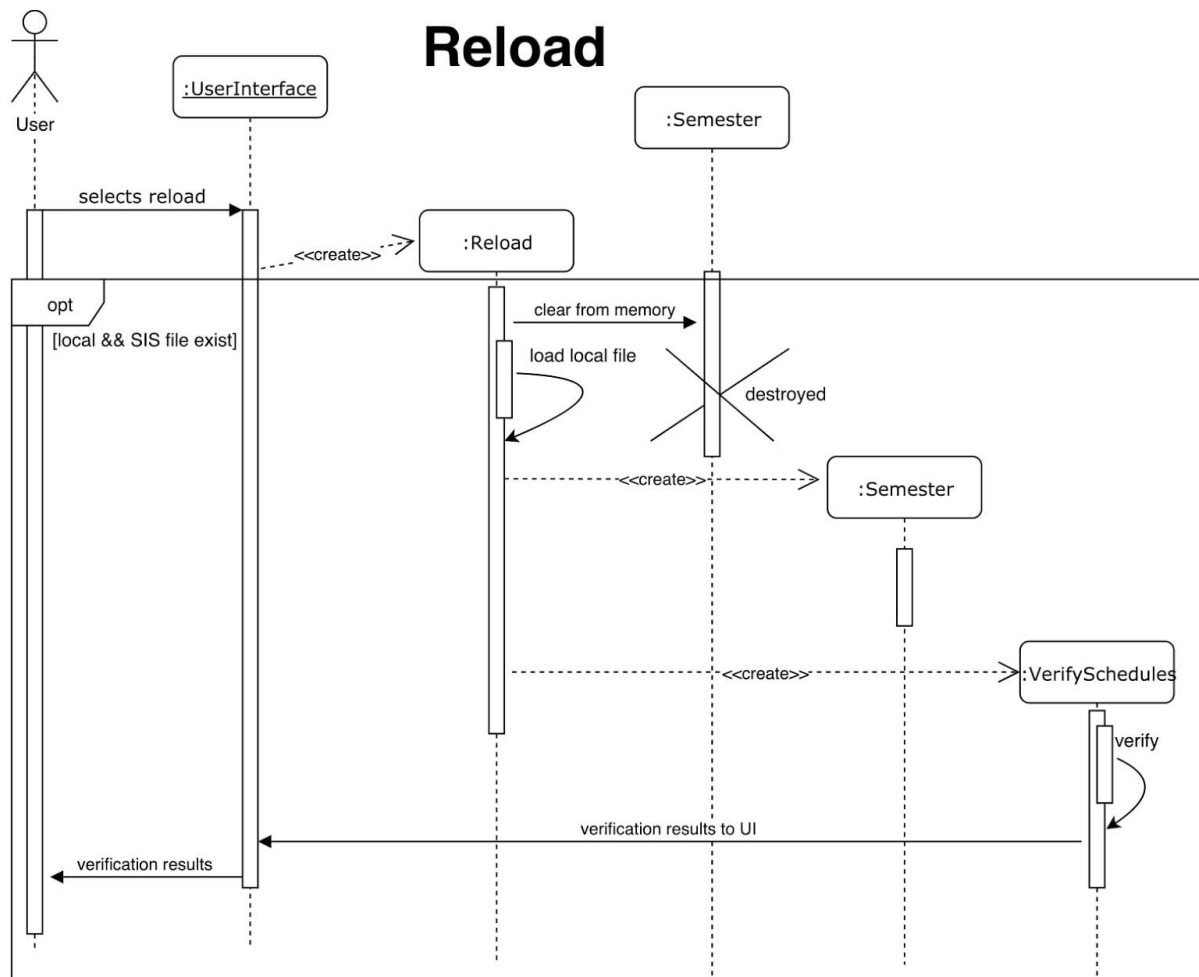 Reload
:UserInterface
:Semester
User
selects reload
:Reload
<<create>>
opt
[local && SIS file exist]
clear from memory
load local file
destroyed
<<create>>
:Semester
<<create>>
:VerifySchedules
verify
verification results to UI
verification results